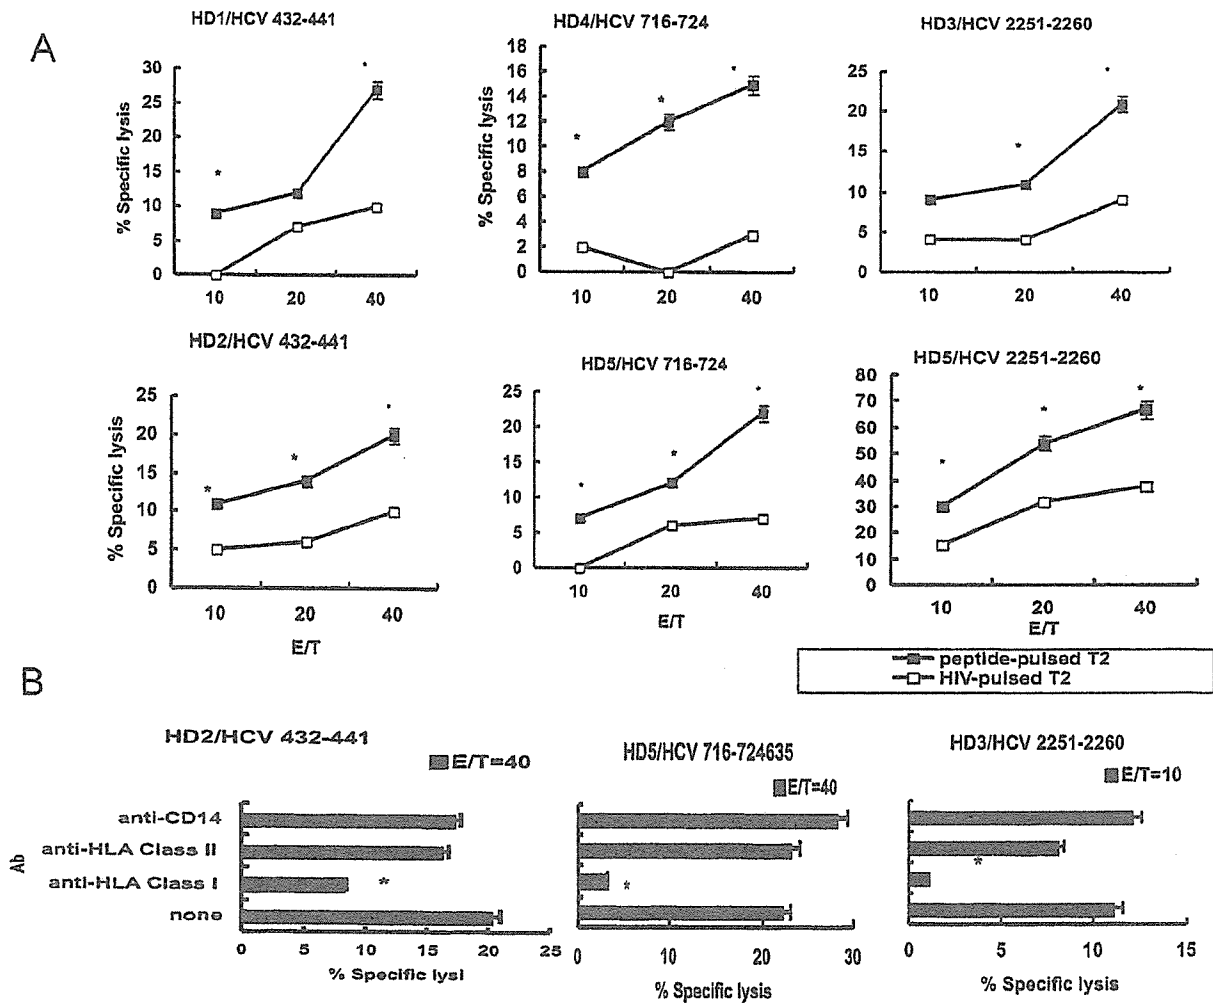 A
HD1/HCV 432-441
% Specific lysis
30
25
20
15
10
5
0
10 20 40
*
*
HD4/HCV 716-724
% Specific lysis
18
16
14
12
10
8
6
4
2
0
10 20 40
*
*
*
HD3/HCV 2251-2260
25
20
15
10
5
0
10 20 40
*
*
HD2/HCV 432-441
% Specific lysis
25
20
15
10
5
0
10 20 40
E/T
*
*
*
HD5/HCV 716-724
25
20
15
10
5
0
10 20 40
E/T
*
*
*
HD5/HCV 2251-2260
80
70
60
50
40
30
20
10
0
10 20 40
E/T
*
*
*
peptide-pulsed T2
HIV-pulsed T2
B
HD2/HCV 432-441
E/T=40
Ab
anti-CD14
anti-HLA Class II
anti-HLA Class I *
none
0 5 10 15 20 25
% Specific lysi
HD5/HCV 716-724635
E/T=40
*
0 10 20 30
% Specific lysis
HD3/HCV 2251-2260
E/T=10
*
0 5 10 15
% Specific lysis